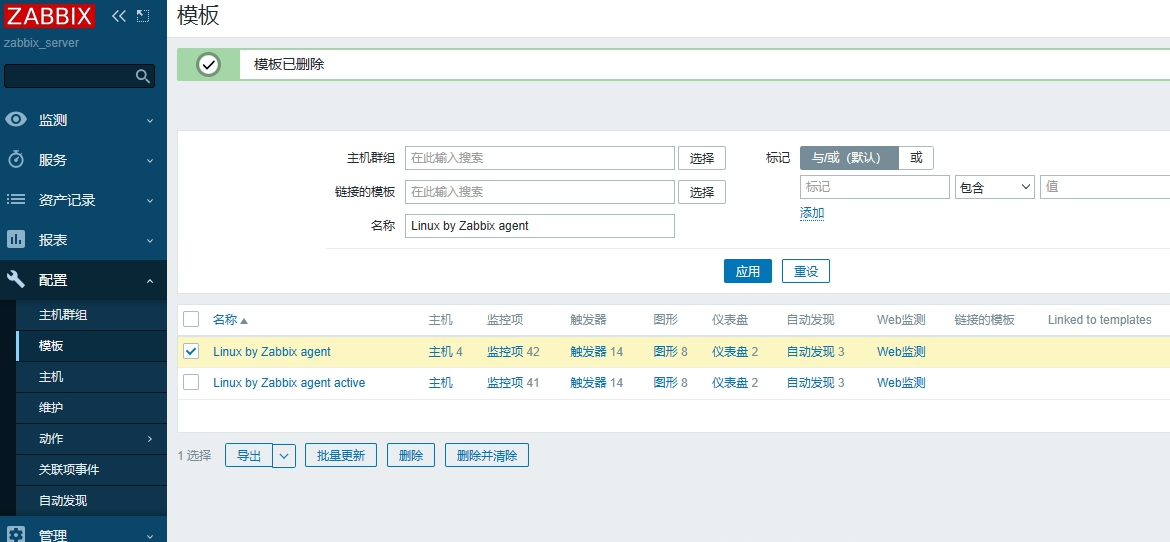 ZABBIX
zabbix_server
监测
服务
资产记录
报表
配置
主机群组
模板
主机
维护
动作
关联项事件
自动发现
管理
模板
模板已删除
主机群组 在此输入搜索 选择 标记 与/或（默认） 或
标记 包含 值
链接的模板 在此输入搜索 选择
添加
名称 Linux by Zabbix agent
应用 重设
名称 主机 监控项 触发器 图形 仪表盘 自动发现 Web监测 链接的模板 Linked to templates
Linux by Zabbix agent 主机 4 监控项 42 触发器 14 图形 8 仪表盘 2 自动发现 3 Web监测
Linux by Zabbix agent active 主机 监控项 41 触发器 14 图形 8 仪表盘 2 自动发现 3 Web监测
1 选择 导出 批量更新 删除 删除并清除